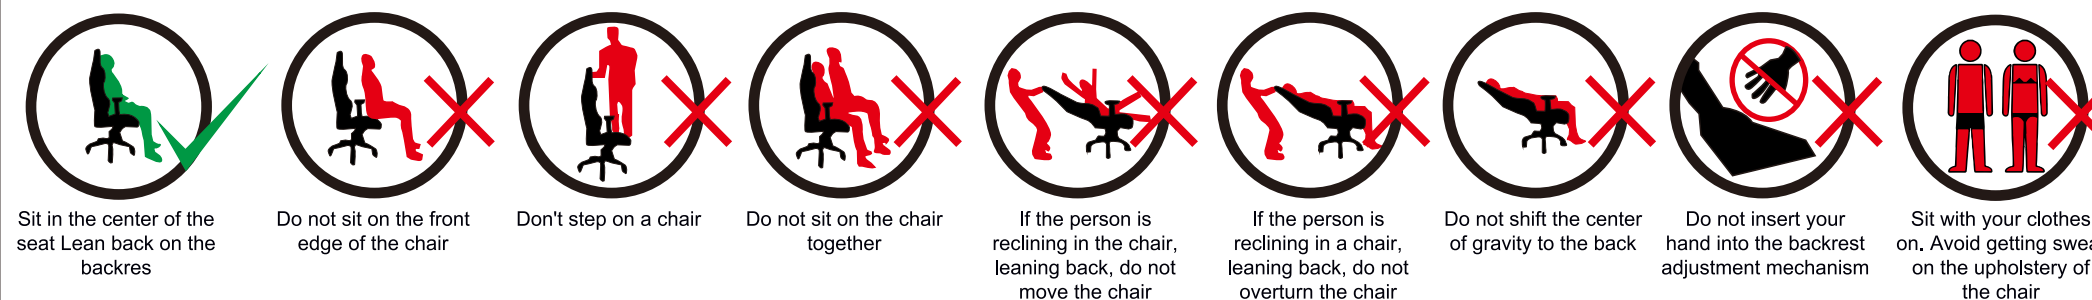 Sit in the center of the
seat Lean back on the
backres
Do not sit on the front
edge of the chair
Don't step on a chair
Do not sit on the chair
together
If the person is
reclining in the chair,
leaning back, do not
move the chair
If the person is
reclining in a chair,
leaning back, do not
overturn the chair
Do not shift the center
of gravity to the back
Do not insert your
hand into the backrest
adjustment mechanism
Sit with your clothes
on. Avoid getting swea
on the upholstery of
the chair